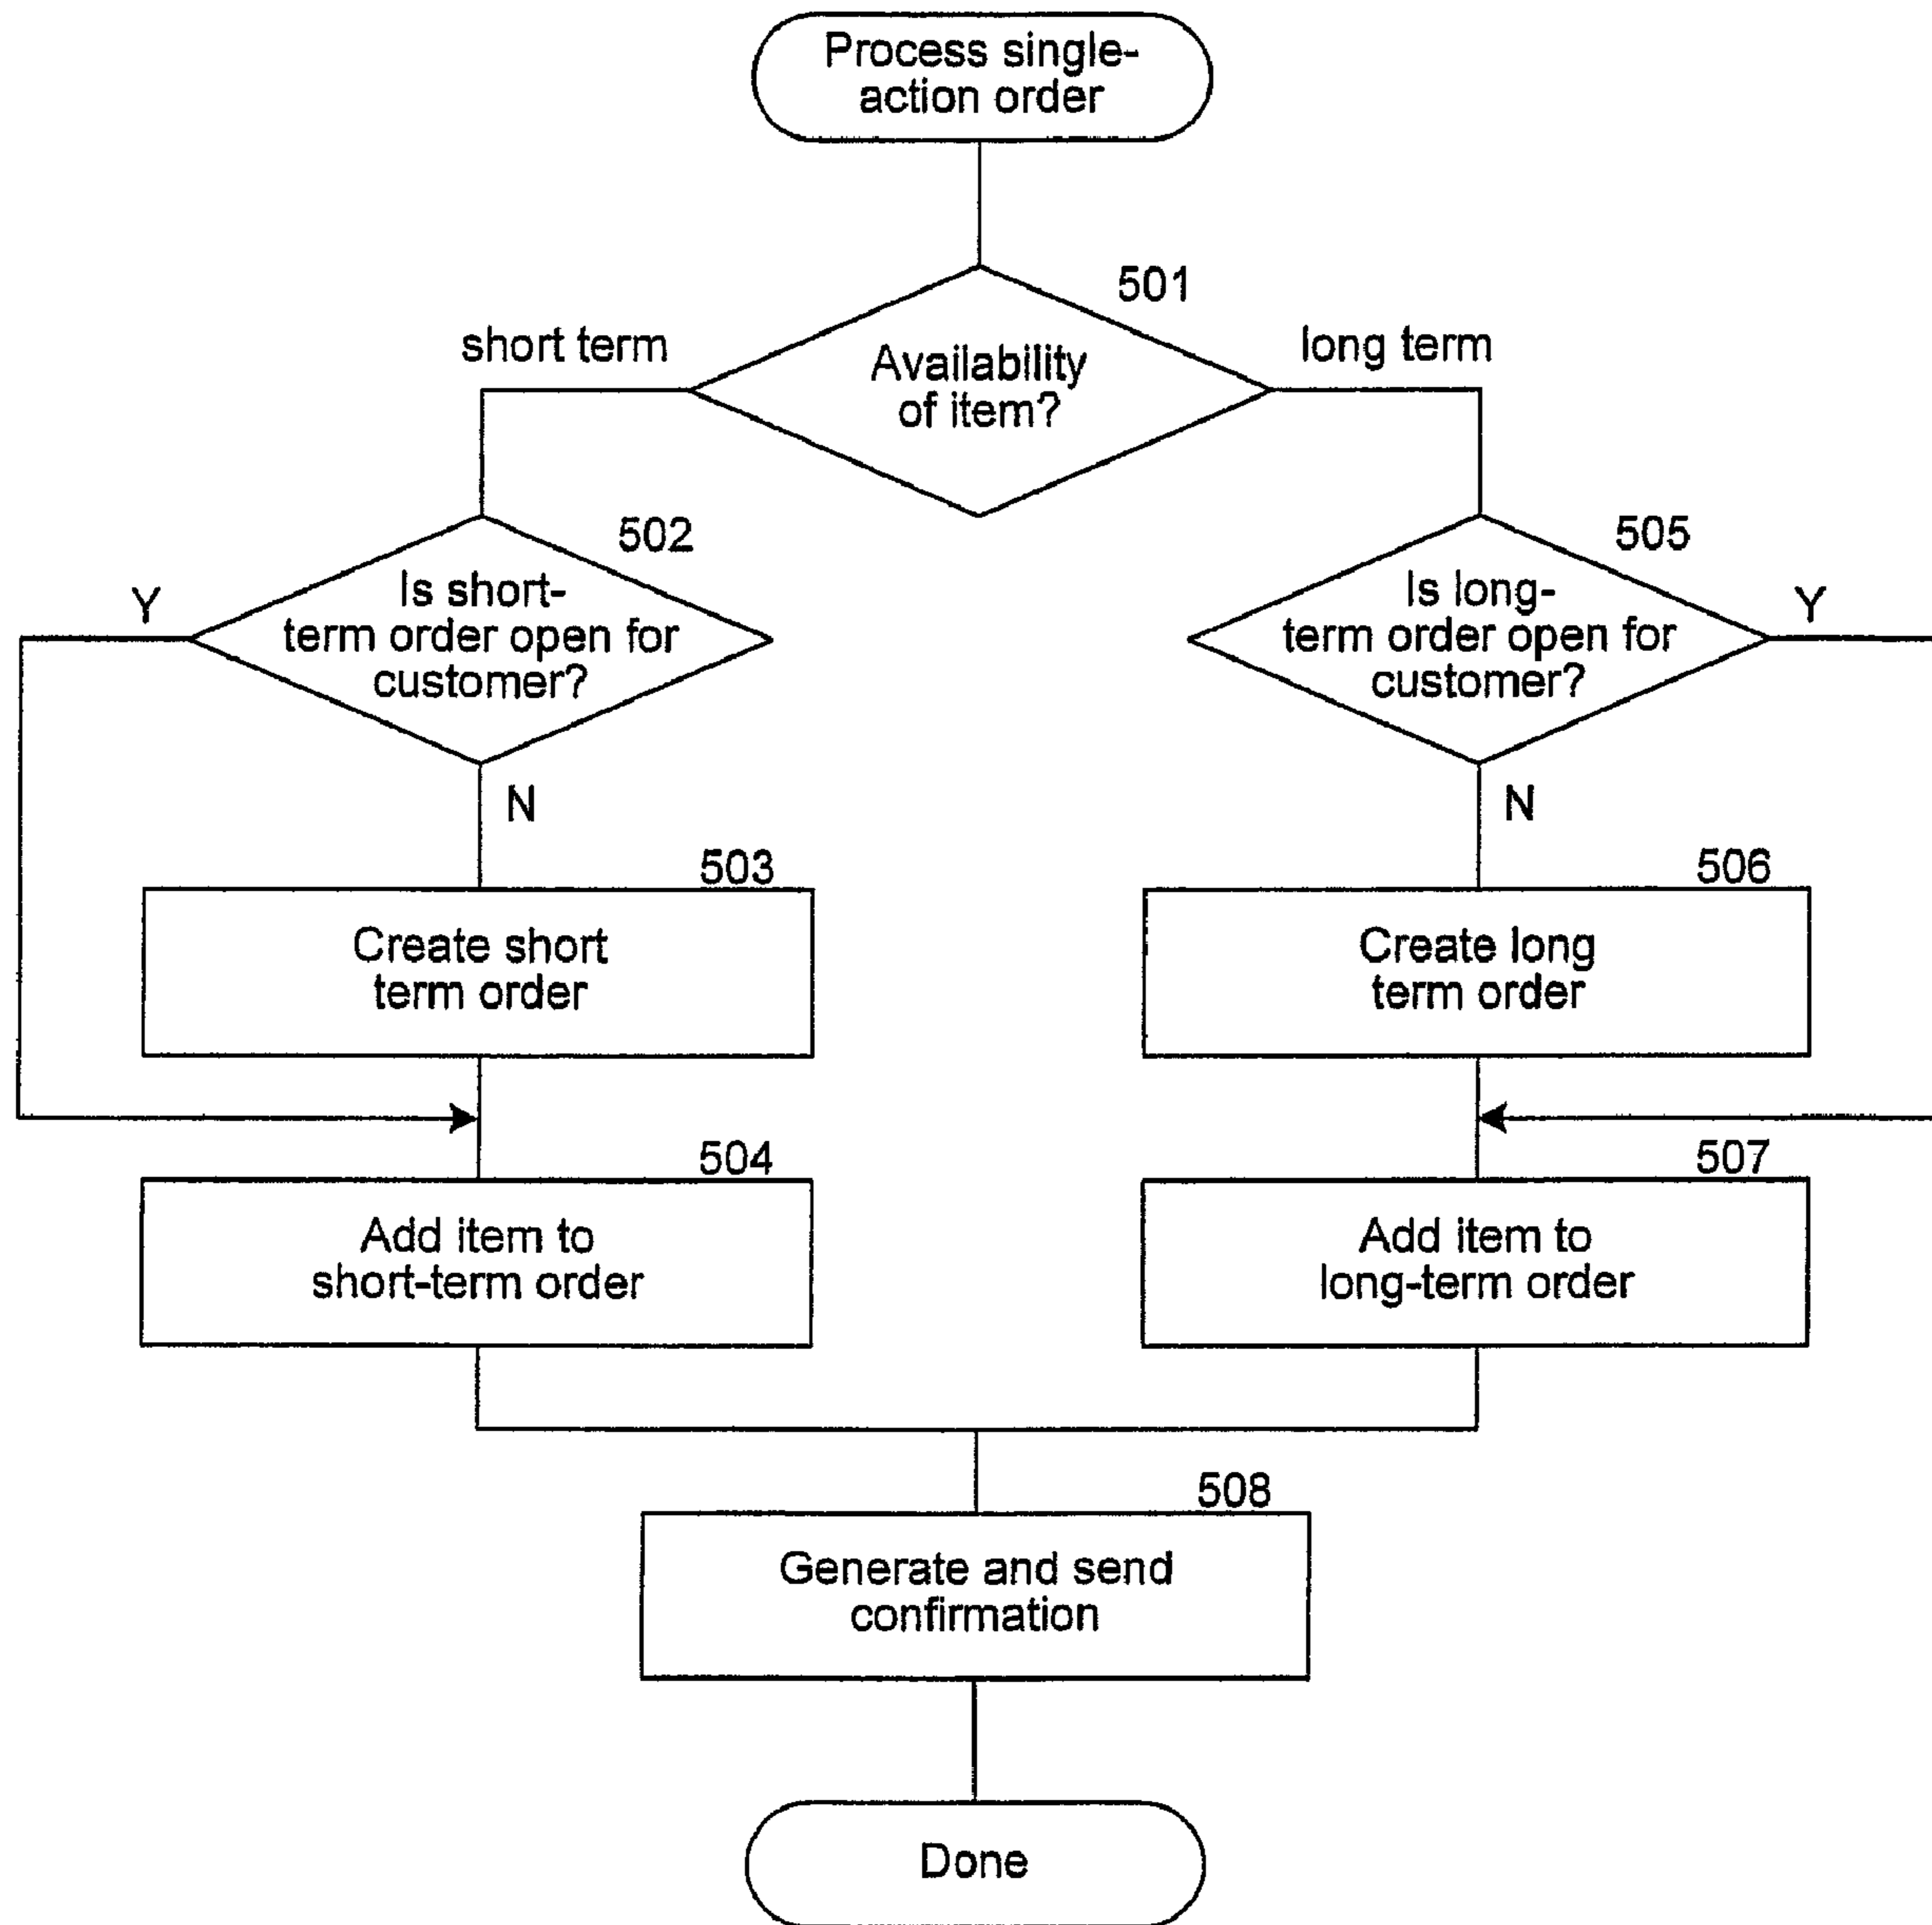 Process single-
action order
501
short term
long term
Availability
of item?
502
505
Y
Is short-
term order open for
customer?
Is long-
term order open for
customer?
Y
N
N
503
506
Create short
term order
Create long
term order
504
507
Add item to
short-term order
Add item to
long-term order
508
Generate and send
confirmation
Done